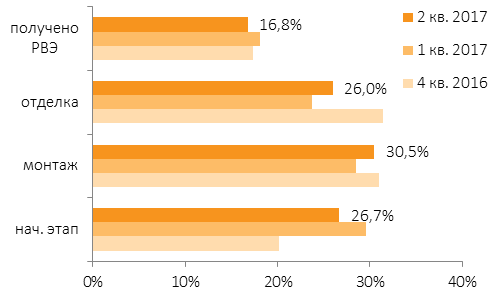 получено
РВЭ
16,8%
2 кв. 2017
1 кв. 2017
4 кв. 2016
отделка
26,0%
монтаж
30,5%
нач. этап
26,7%
0%
10%
20%
30%
40%